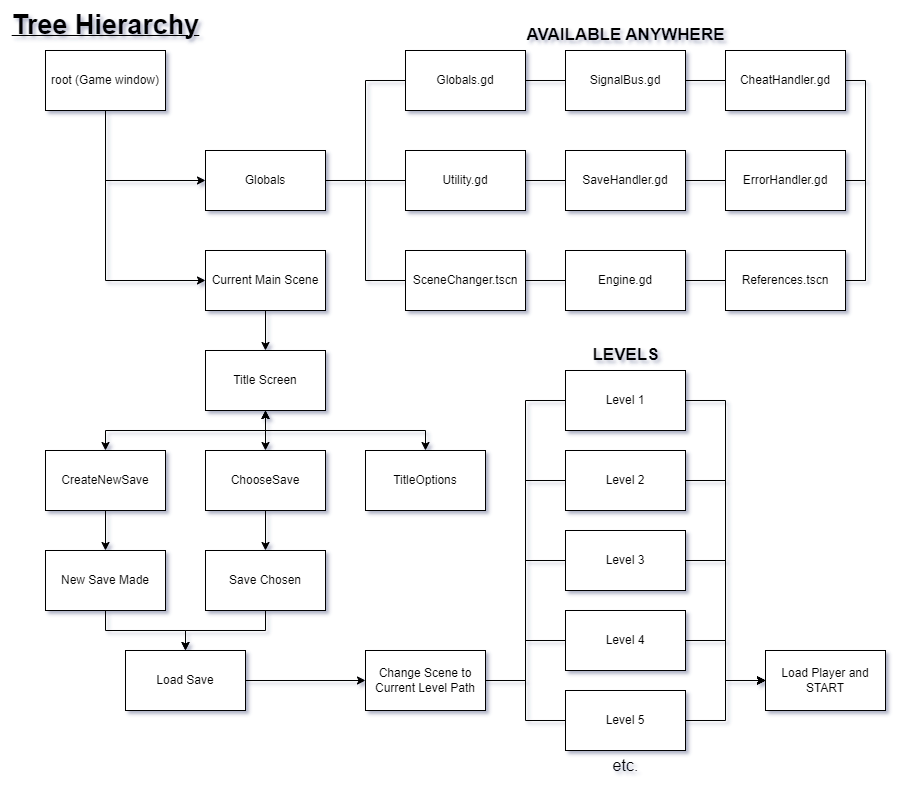 Tree Hierarchy
AVAILABLE ANYWHERE
root (Game window)
Globals.gd
SignalBus.gd
CheatHandler.gd
Globals
Utility.gd
SaveHandler.gd
ErrorHandler.gd
Current Main Scene
SceneChanger.tscn
Engine.gd
References.tscn
LEVELS
Title Screen
Level 1
CreateNewSave
ChooseSave
TitleOptions
Level 2
New Save Made
Save Chosen
Level 3
Level 4
Load Save
Change Scene to
Current Level Path
Load Player and
START
Level 5
etc.